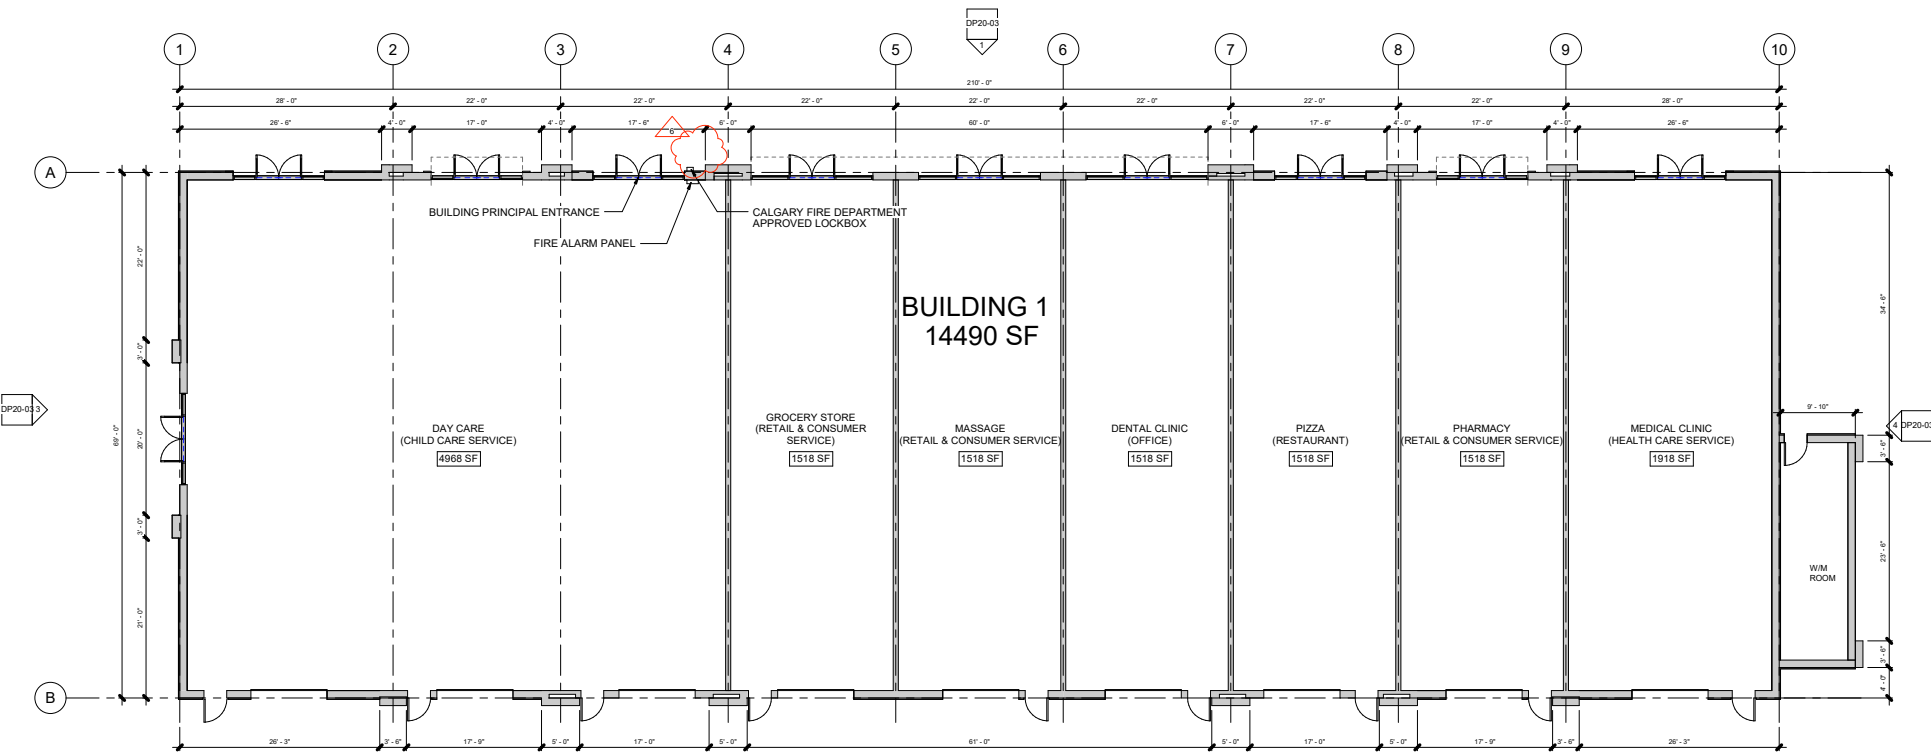 DP20-03
1
1
2
3
4
5
6
7
8
9
10
210' - 0"
28' - 0"
22' - 0"
22' - 0"
22' - 0"
22' - 0"
22' - 0"
22' - 0"
22' - 0"
28' - 0"
26' - 6"
4' - 0"
17' - 0"
4' - 0"
17' - 6"
6' - 0"
60' - 0"
6' - 0"
17' - 6"
4' - 0"
17' - 0"
4' - 0"
26' - 6"
6
A
BUILDING PRINCIPAL ENTRANCE
CALGARY FIRE DEPARTMENT
APPROVED LOCKBOX
FIRE ALARM PANEL
22' - 0"
3' - 0"
20' - 0"
3' - 0"
21' - 0"
69' - 0"
BUILDING 1
14490 SF
34' - 6"
3' - 6"
23' - 6"
3' - 6"
4' - 0"
9' - 10"
DP20-03
3
4
DP20-03
DAY CARE
(CHILD CARE SERVICE)
4968 SF
GROCERY STORE
(RETAIL & CONSUMER
SERVICE)
1518 SF
MASSAGE
(RETAIL & CONSUMER SERVICE)
1518 SF
DENTAL CLINIC
(OFFICE)
1518 SF
PIZZA
(RESTAURANT)
1518 SF
PHARMACY
(RETAIL & CONSUMER SERVICE)
1518 SF
MEDICAL CLINIC
(HEALTH CARE SERVICE)
1918 SF
W/M
ROOM
B
26' - 3"
3' - 6"
17' - 9"
5' - 0"
17' - 0"
5' - 0"
61' - 0"
5' - 0"
17' - 0"
5' - 0"
17' - 9"
3' - 6"
26' - 3"